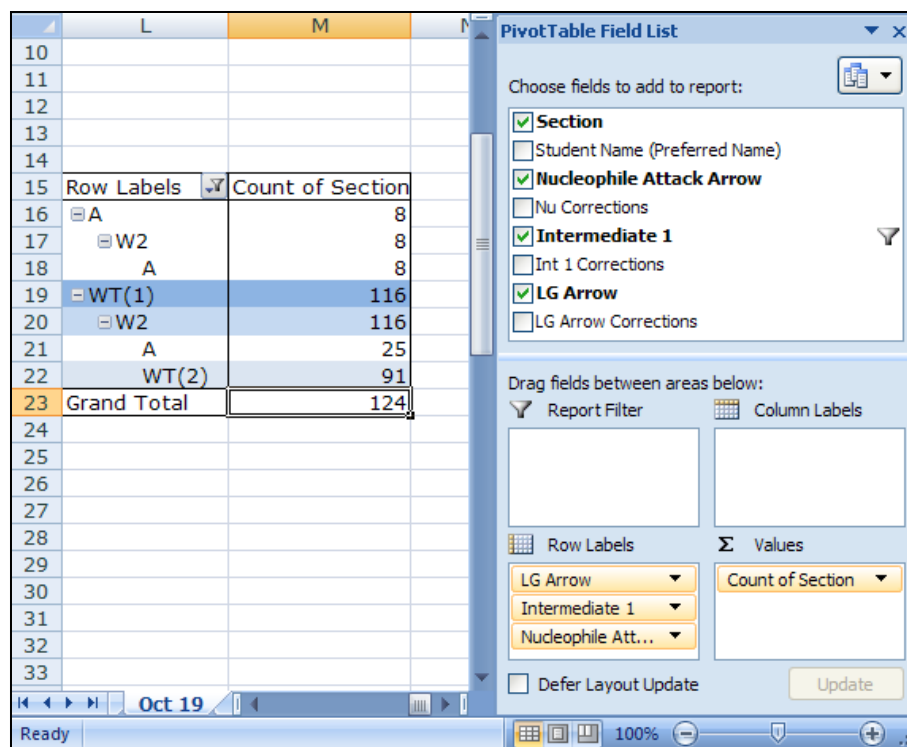 L M N
10
11
12
13
14
15 Row Labels Count of Section
16 A 8
17 W2 8
18 A 8
19 WT(1) 116
20 W2 116
21 A 25
22 WT(2) 91
23 Grand Total 124
24
25
26
27
28
29
30
31
32
33
Oct 19
Ready 100%
PivotTable Field List
Choose fields to add to report:
Section
Student Name (Preferred Name)
Nucleophile Attack Arrow
Nu Corrections
Intermediate 1
Int 1 Corrections
LG Arrow
LG Arrow Corrections
Drag fields between areas below:
Report Filter Column Labels
Row Labels Σ Values
LG Arrow Count of Section
Intermediate 1
Nucleophile Att...
Defer Layout Update Update